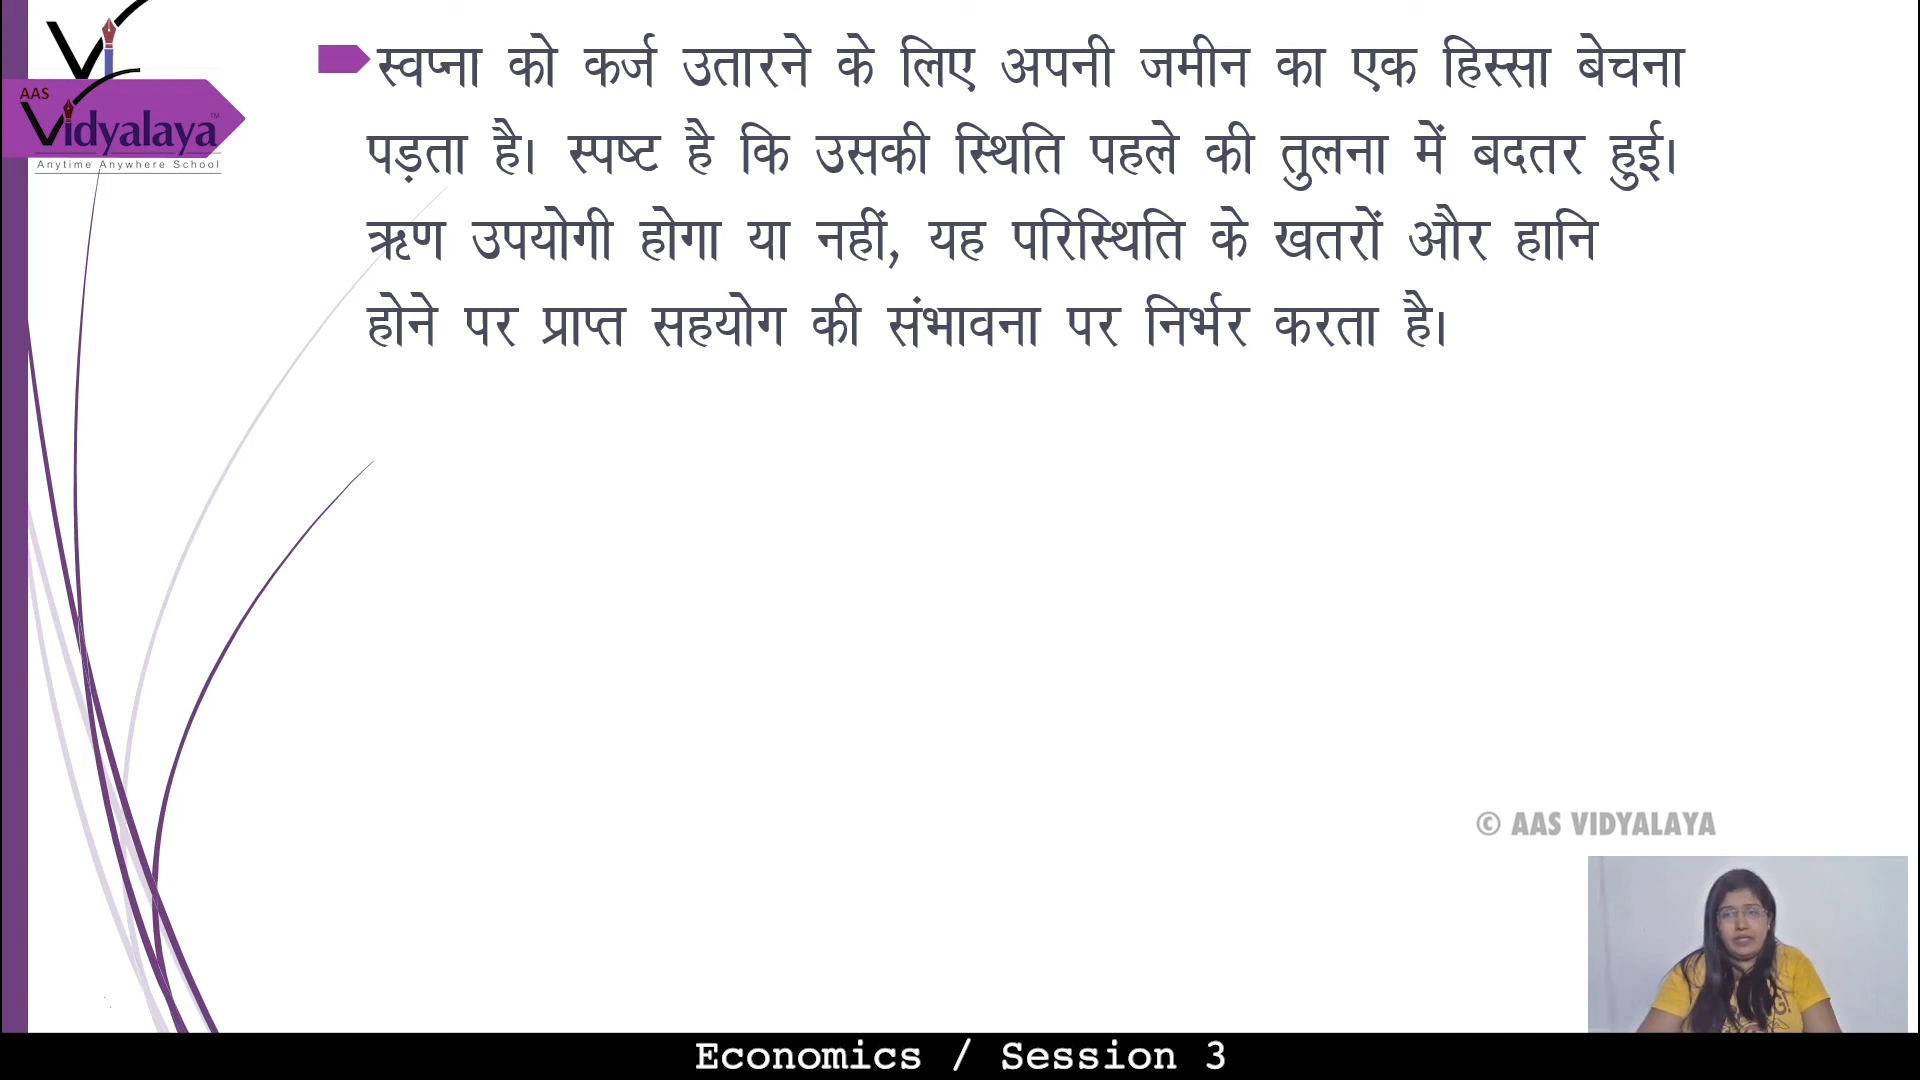 AAS
Vidyalaya™
Anytime Anywhere School
स्वप्ना को कर्ज उतारने के लिए अपनी जमीन का एक हिस्सा बेचना
पड़ता है। स्पष्ट है कि उसकी स्थिति पहले की तुलना में बदतर हुई।
ऋण उपयोगी होगा या नहीं, यह परिस्थिति के खतरों और हानि
होने पर प्राप्त सहयोग की संभावना पर निर्भर करता है।
© AAS VIDYALAYA
Economics / Session 3